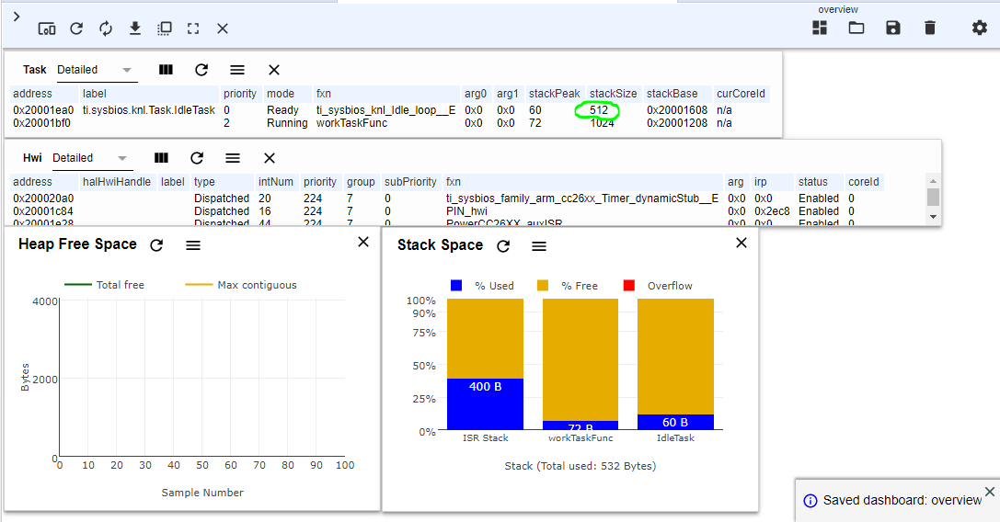 overview
Task Detailed
address label priority mode fxn arg0 arg1 stackPeak stackSize stackBase curCoreId
0x20001ea0 ti.sysbios.knl.Task.IdleTask 0 Ready ti_sysbios_knl_Idle_loop__E 0x0 0x0 60 512 0x20001608 n/a
0x20001bf0 2 Running workTaskFunc 0x0 0x0 72 1024 0x20001208 n/a
Hwi Detailed
address halHwiHandle label type intNum priority group subPriority fxn arg irp status coreId
0x200020a0 Dispatched 20 224 7 0 ti_sysbios_family_arm_cc26xx_Timer_dynamicStub__E 0x0 0x0 Enabled 0
0x20001c84 Dispatched 16 224 7 0 PIN_hwi 0x0 0x2ec8 Enabled 0
0x20001e28 Dispatched 44 224 7 0 PowerCC26XX_auxISR 0x0 0x0 Enabled 0
Heap Free Space
Total free Max contiguous
4000
2000
0
Bytes
0 10 20 30 40 50 60 70 80 90 100
Sample Number
Stack Space
% Used % Free Overflow
100%
90%
75%
50%
25%
0%
400 B 72 B 60 B
ISR Stack workTaskFunc IdleTask
Stack (Total used: 532 Bytes)
Saved dashboard: overview